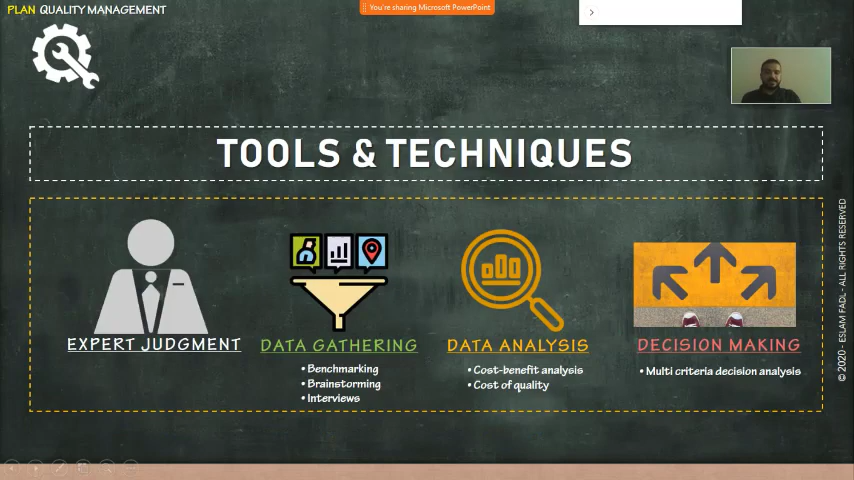 PLAN QUALITY MANAGEMENT
You're sharing Microsoft PowerPoint
TOOLS & TECHNIQUES
EXPERT JUDGMENT
DATA GATHERING
• Benchmarking
• Brainstorming
• Interviews
DATA ANALYSIS
• Cost-benefit analysis
• Cost of quality
DECISION MAKING
• Multi criteria decision analysis
© 2020 - ESLAM FADL - ALL RIGHTS RESERVED